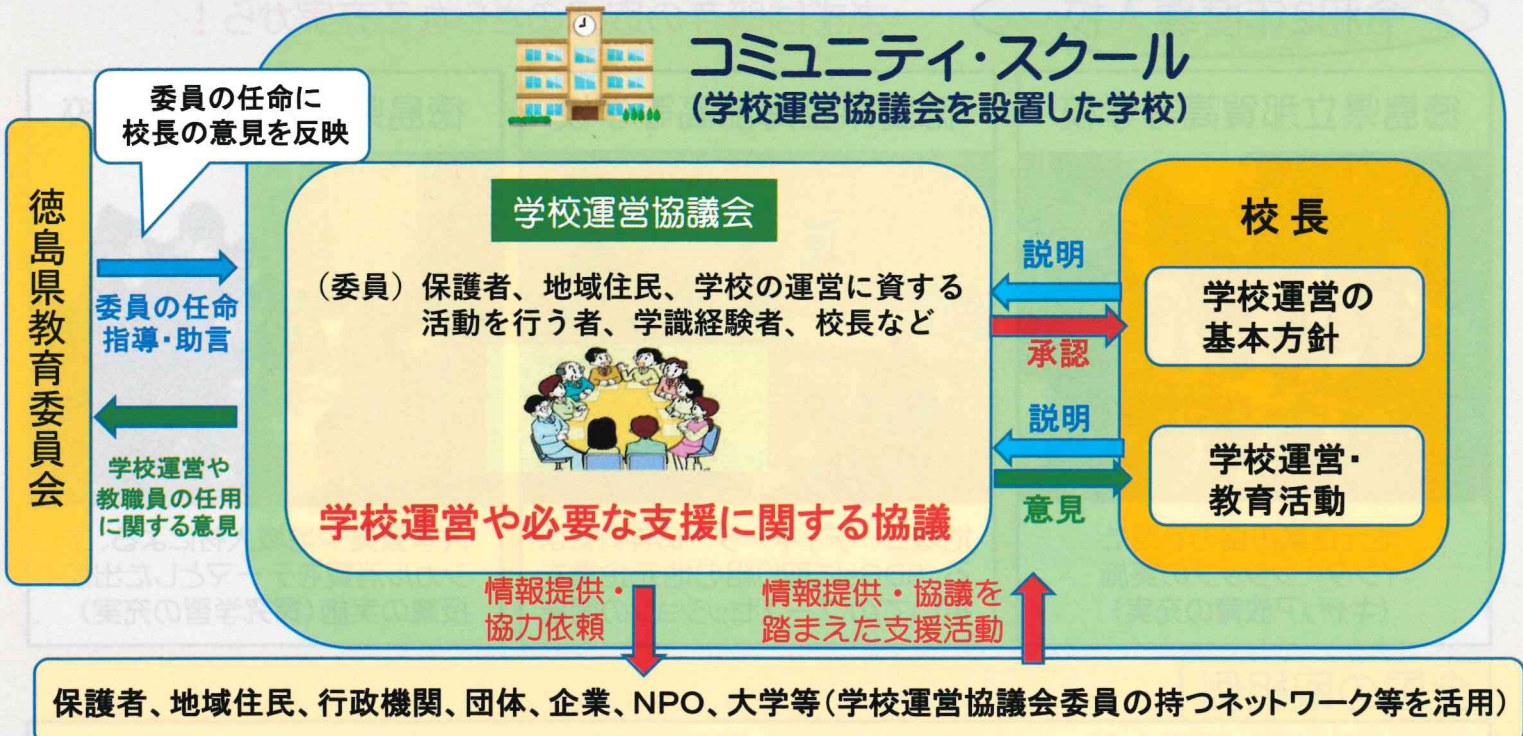 コミュニティ・スクール
(学校運営協議会を設置した学校)
委員の任命に
校長の意見を反映
徳島県教育委員会
委員の任命
指導・助言
学校運営や
教職員の任用
に関する意見
学校運営協議会
(委員)保護者、地域住民、学校の運営に資する
活動を行う者、学識経験者、校長など
学校運営や必要な支援に関する協議
説明
承認
説明
意見
校長
学校運営の
基本方針
学校運営・
教育活動
情報提供・
協力依頼
情報提供・協議を
踏まえた支援活動
保護者、地域住民、行政機関、団体、企業、NPO、大学等(学校運営協議会委員の持つネットワーク等を活用)